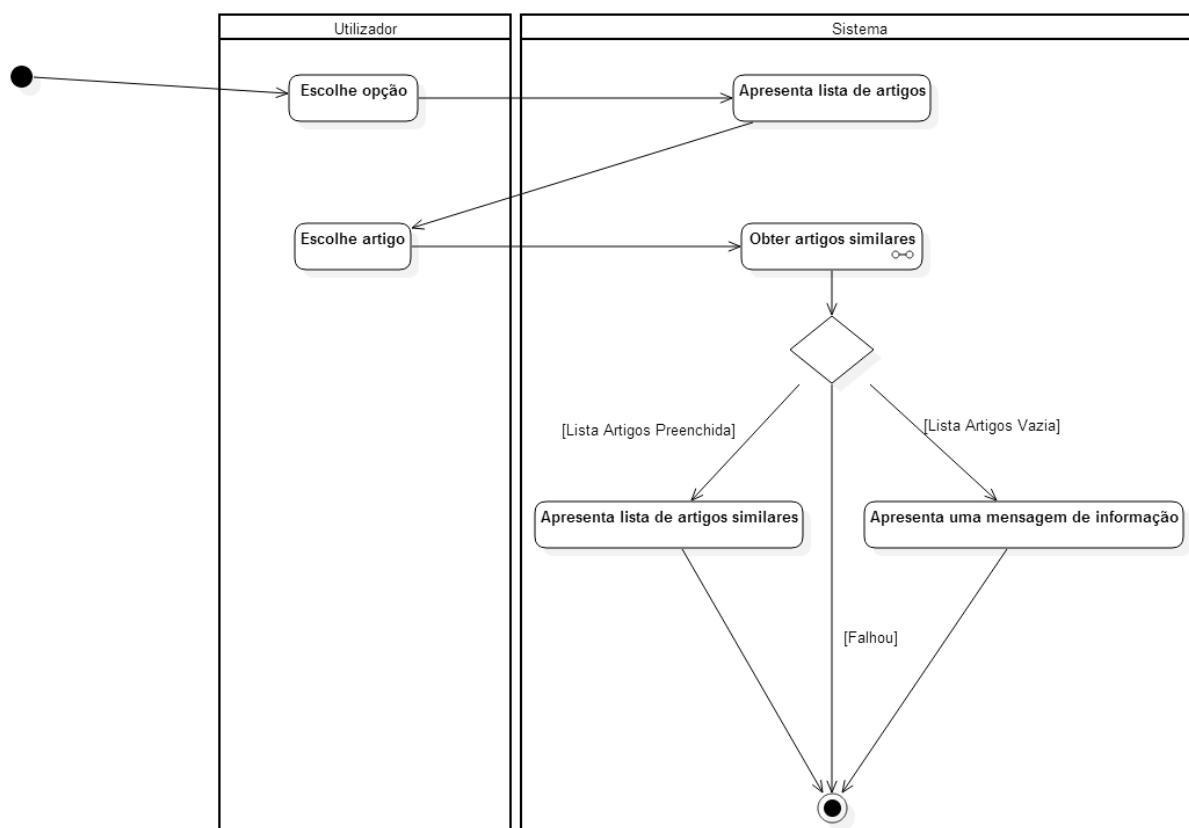 Utilizador
Sistema
Escolhe opção
Apresenta lista de artigos
Escolhe artigo
Obter artigos similares
[Lista Artigos Preenchida]
[Lista Artigos Vazia]
Apresenta lista de artigos similares
Apresenta uma mensagem de informação
[Falhou]